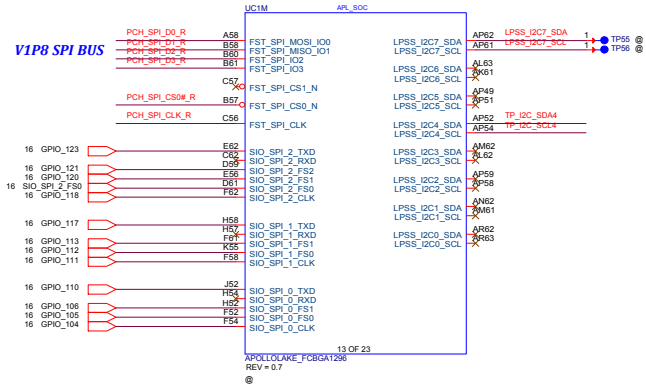 UC1M
APL_SOC
V1P8 SPI BUS
PCH_SPI_D0_R A58 FST_SPI_MOSI_IO0
PCH_SPI_D1_R B58 FST_SPI_MISO_IO1
PCH_SPI_D2_R B60 FST_SPI_IO2
PCH_SPI_D3_R B61 FST_SPI_IO3
C57 FST_SPI_CS1_N
PCH_SPI_CS0#_R B57 FST_SPI_CS0_N
PCH_SPI_CLK_R C56 FST_SPI_CLK
16 GPIO_123 E62 SIO_SPI_2_TXD
C62 SIO_SPI_2_RXD
16 GPIO_121 D59 SIO_SPI_2_FS2
16 GPIO_120 E56 SIO_SPI_2_FS1
16 SIO_SPI_2_FS0 D61 SIO_SPI_2_FS0
16 GPIO_118 F62 SIO_SPI_2_CLK
16 GPIO_117 H58 SIO_SPI_1_TXD
H57 SIO_SPI_1_RXD
16 GPIO_113 F61 SIO_SPI_1_FS1
16 GPIO_112 K55 SIO_SPI_1_FS0
16 GPIO_111 F58 SIO_SPI_1_CLK
16 GPIO_110 J52 SIO_SPI_0_TXD
H54 SIO_SPI_0_RXD
16 GPIO_106 H52 SIO_SPI_0_FS1
16 GPIO_105 F52 SIO_SPI_0_FS0
16 GPIO_104 F54 SIO_SPI_0_CLK
LPSS_I2C7_SDA AP62 LPSS_I2C7_SDA 1 TP55 @
LPSS_I2C7_SCL AP61 LPSS_I2C7_SCL 1 TP56 @
LPSS_I2C6_SDA AL63
LPSS_I2C6_SCL AK61
LPSS_I2C5_SDA AP49
LPSS_I2C5_SCL AP51
LPSS_I2C4_SDA AP52 TP_I2C_SDA4
LPSS_I2C4_SCL AP54 TP_I2C_SCL4
LPSS_I2C3_SDA AM62
LPSS_I2C3_SCL AL62
LPSS_I2C2_SDA AP59
LPSS_I2C2_SCL AP58
LPSS_I2C1_SDA AN62
LPSS_I2C1_SCL AM61
LPSS_I2C0_SDA AR62
LPSS_I2C0_SCL AR63
13 OF 23
APOLLOLAKE_FCBGA1296
REV = 0.7
@